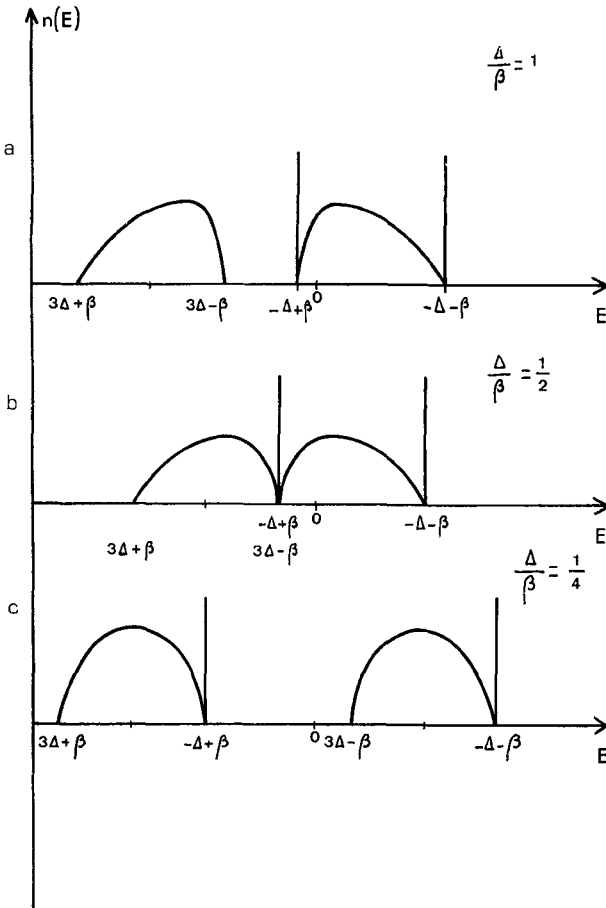 n(E)
Δ/β = 1
a
3Δ+β 3Δ-β -Δ+β 0 -Δ-β
E
Δ/β = 1/2
b
-Δ+β 0 -Δ-β E
3Δ+β 3Δ-β
Δ/β = 1/4
c
3Δ+β -Δ+β 0 3Δ-β -Δ-β E